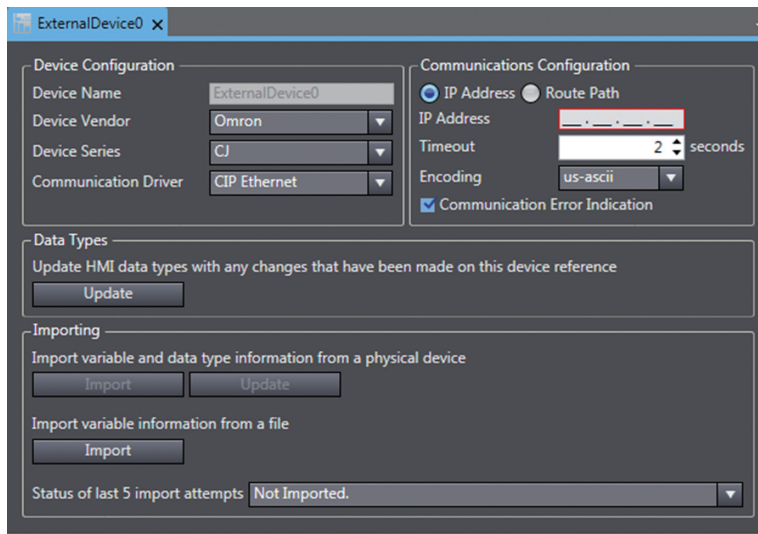 ExternalDevice0
Device Configuration
Device Name ExternalDevice0
Device Vendor Omron
Device Series CJ
Communication Driver CIP Ethernet
Communications Configuration
IP Address Route Path
IP Address __.__.__.__
Timeout 2 seconds
Encoding us-ascii
Communication Error Indication
Data Types
Update HMI data types with any changes that have been made on this device reference
Update
Importing
Import variable and data type information from a physical device
Import Update
Import variable information from a file
Import
Status of last 5 import attempts Not Imported.